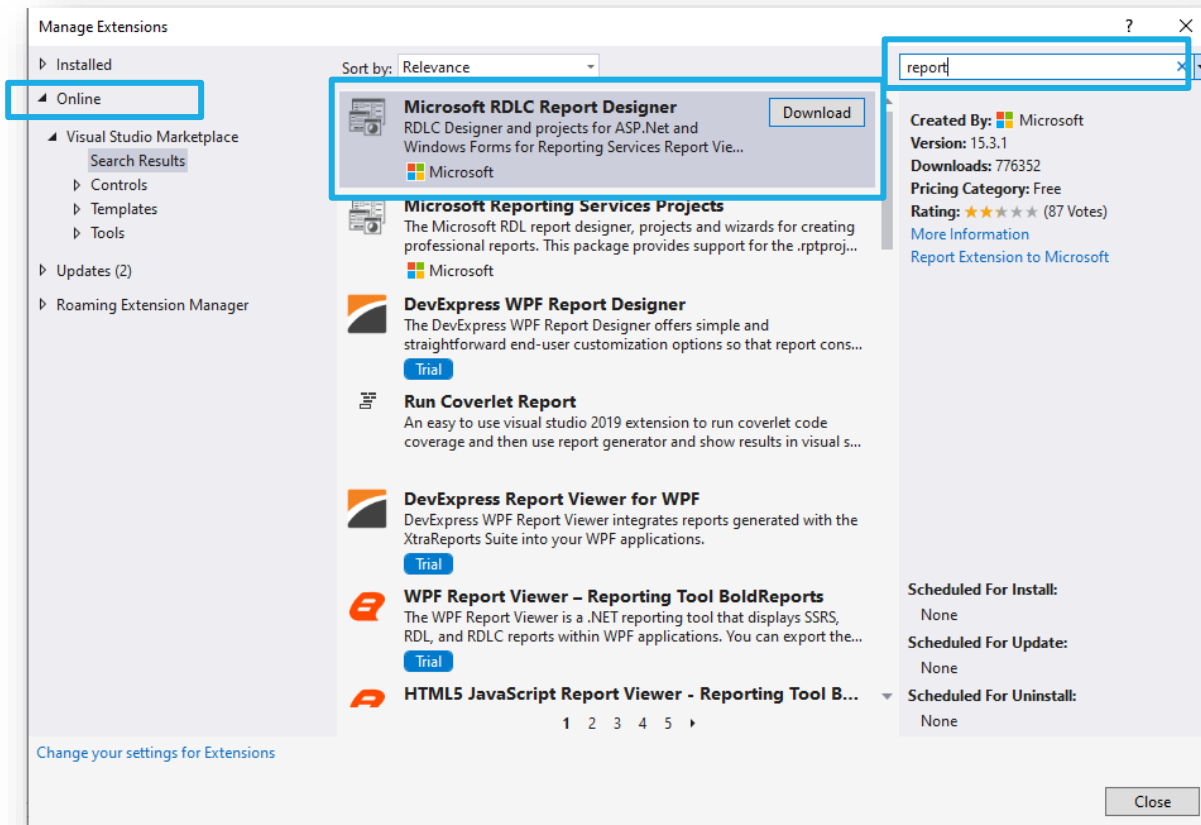 Manage Extensions
?
Installed
Online
Visual Studio Marketplace
Search Results
Controls
Templates
Tools
Updates (2)
Roaming Extension Manager
Sort by: Relevance
Microsoft RDLC Report Designer
Download
RDLC Designer and projects for ASP.Net and
Windows Forms for Reporting Services Report Vie...
Microsoft
Microsoft Reporting Services Projects
The Microsoft RDL report designer, projects and wizards for creating
professional reports. This package provides support for the .rptproj...
Microsoft
DevExpress WPF Report Designer
The DevExpress WPF Report Designer offers simple and
straightforward end-user customization options so that report cons...
Trial
Run Coverlet Report
An easy to use visual studio 2019 extension to run coverlet code
coverage and then use report generator and show results in visual s...
DevExpress Report Viewer for WPF
DevExpress WPF Report Viewer integrates reports generated with the
XtraReports Suite into your WPF applications.
Trial
WPF Report Viewer – Reporting Tool BoldReports
The WPF Report Viewer is a .NET reporting tool that displays SSRS,
RDL, and RDLC reports within WPF applications. You can export the...
Trial
HTML5 JavaScript Report Viewer - Reporting Tool B...
1 2 3 4 5
report
Created By: Microsoft
Version: 15.3.1
Downloads: 776352
Pricing Category: Free
Rating: (87 Votes)
More Information
Report Extension to Microsoft
Scheduled For Install:
None
Scheduled For Update:
None
Scheduled For Uninstall:
None
Change your settings for Extensions
Close